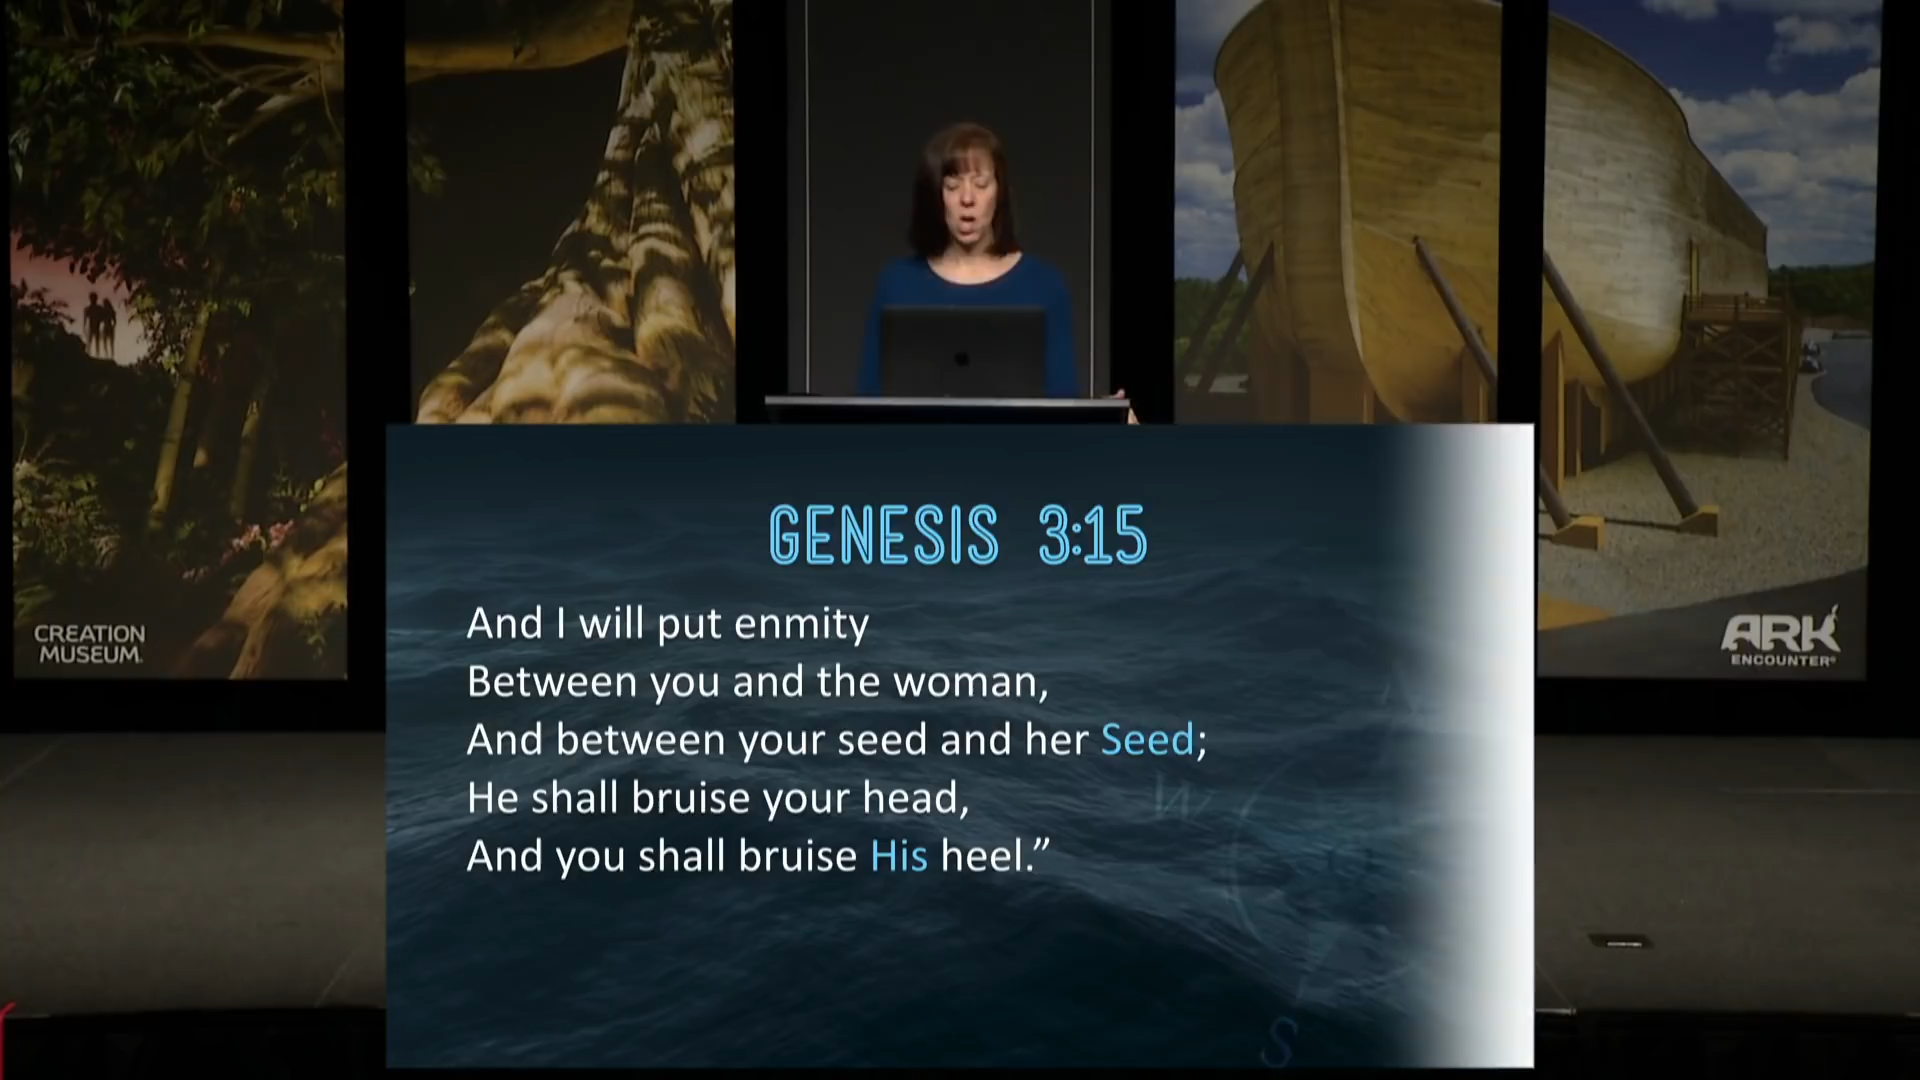 CREATION
MUSEUM
ARK
ENCOUNTER
GENESIS 3:15
And I will put enmity
Between you and the woman,
And between your seed and her Seed;
He shall bruise your head,
And you shall bruise His heel.”
W
S